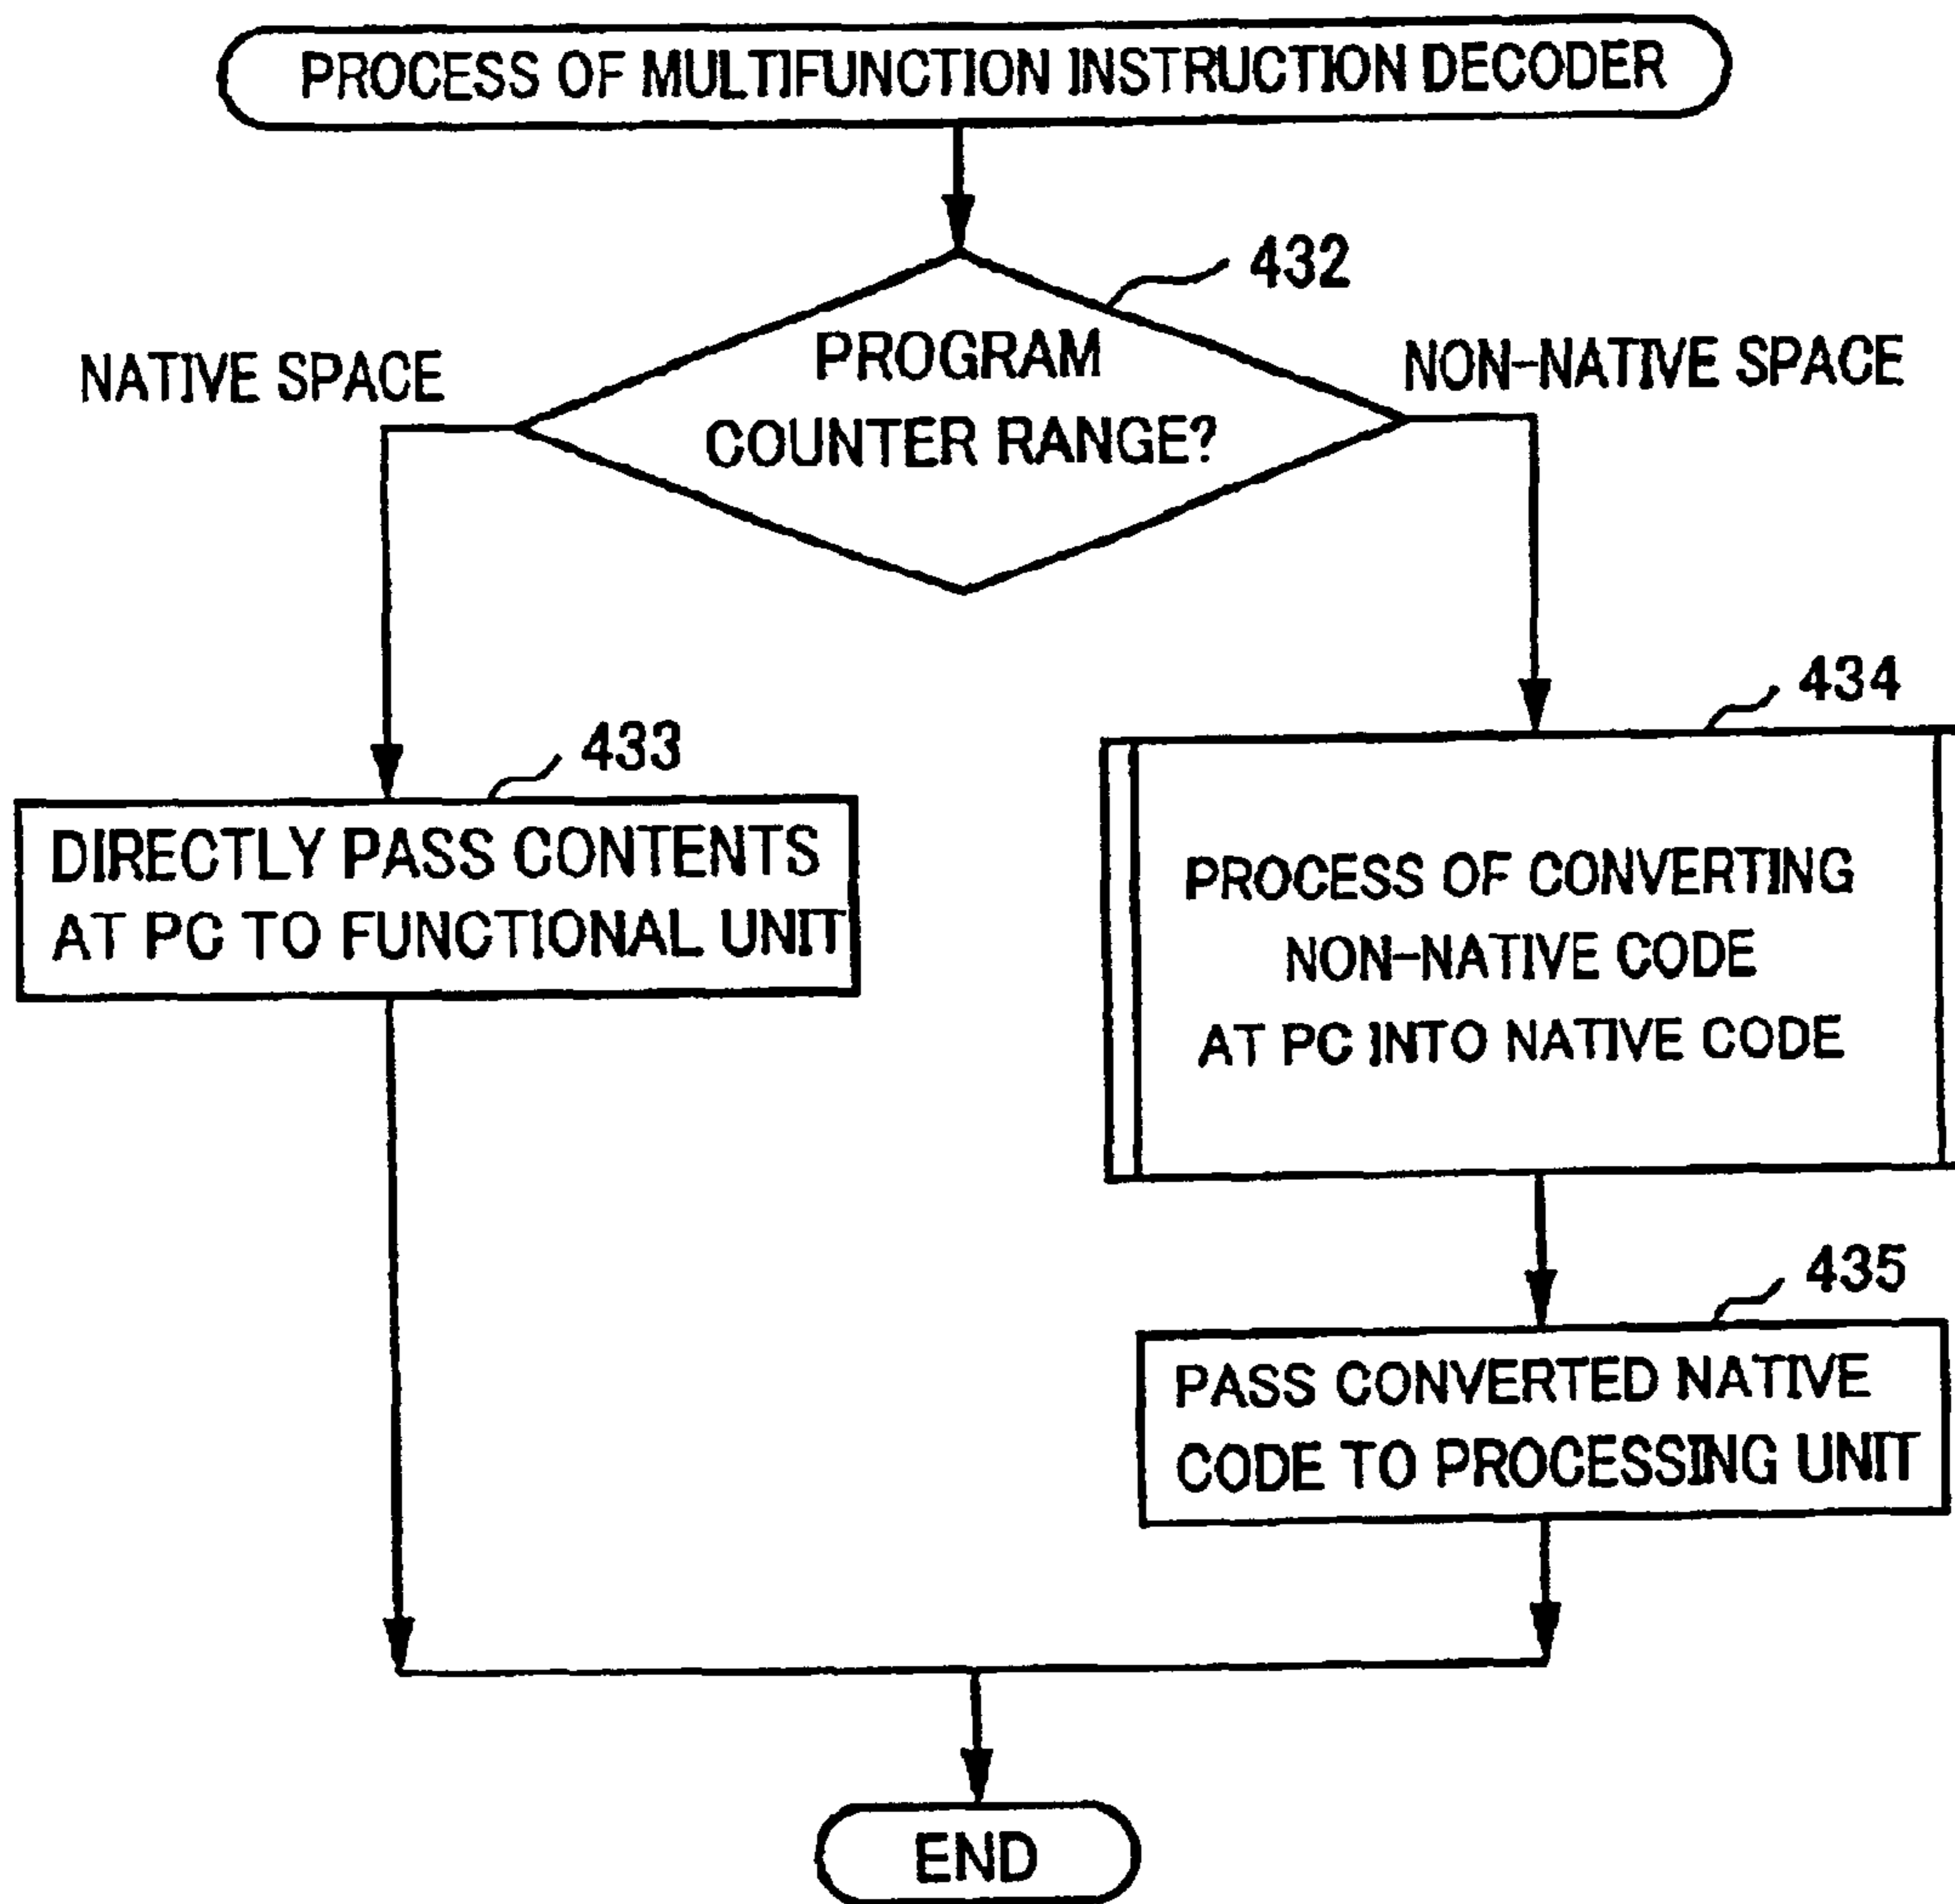 PROCESS OF MULTIFUNCTION INSTRUCTION DECODER
432
PROGRAM
COUNTER RANGE?
NATIVE SPACE
NON-NATIVE SPACE
433
DIRECTLY PASS CONTENTS
AT PC TO FUNCTIONAL UNIT
434
PROCESS OF CONVERTING
NON-NATIVE CODE
AT PC INTO NATIVE CODE
435
PASS CONVERTED NATIVE
CODE TO PROCESSING UNIT
END